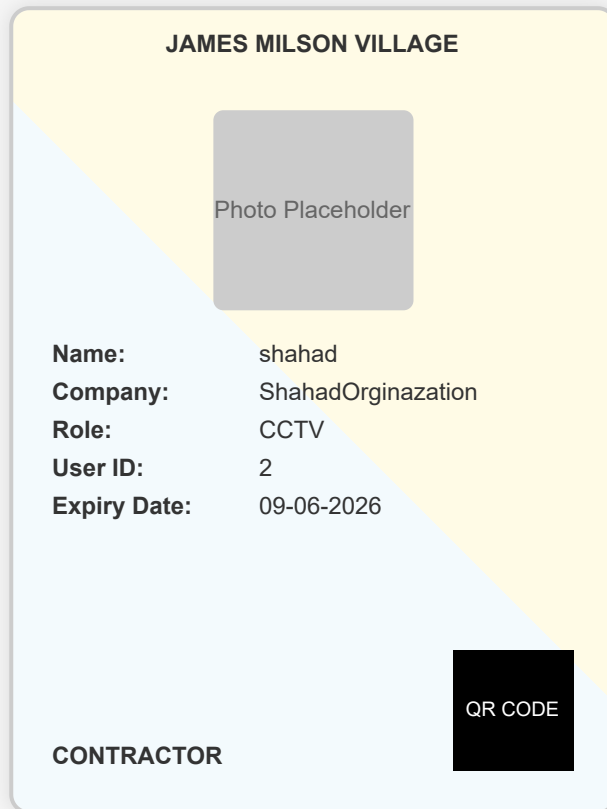 JAMES MILSON VILLAGE
Photo Placeholder
Name: shahad
Company: ShahadOrginazation
Role: CCTV
User ID: 2
Expiry Date: 09-06-2026
QR CODE
CONTRACTOR